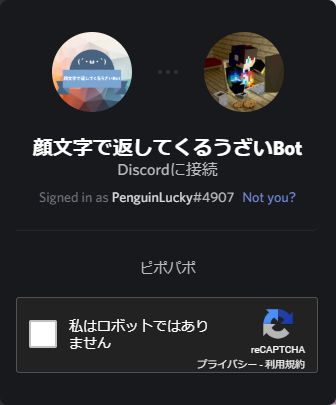 (´･ω･`)
顔文字で返してくるうざいBot
顔文字で返してくるうざいBot
Discordに接続
Signed in as PenguinLucky#4907 Not you?
ピポパポ
私はロボットではあり
ません
reCAPTCHA
プライバシー - 利用規約